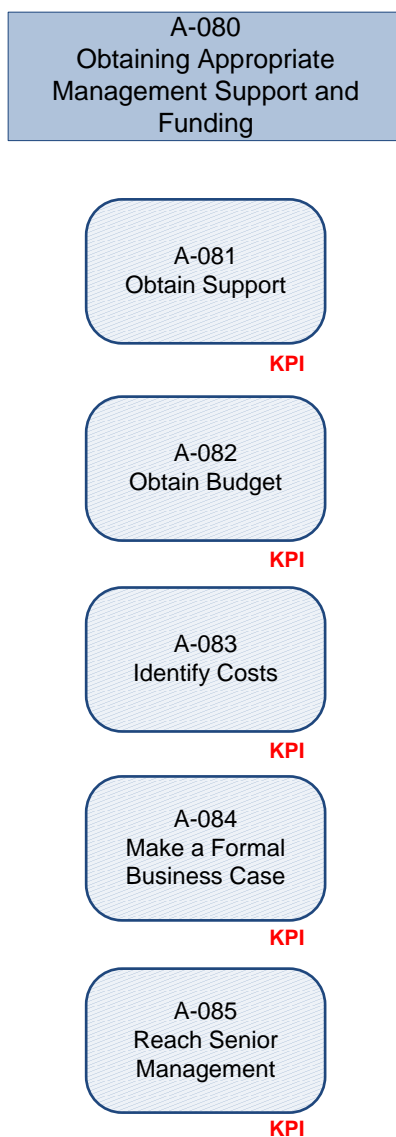 A-080
Obtaining Appropriate
Management Support and
Funding
A-081
Obtain Support
KPI
A-082
Obtain Budget
KPI
A-083
Identify Costs
KPI
A-084
Make a Formal
Business Case
KPI
A-085
Reach Senior
Management
KPI